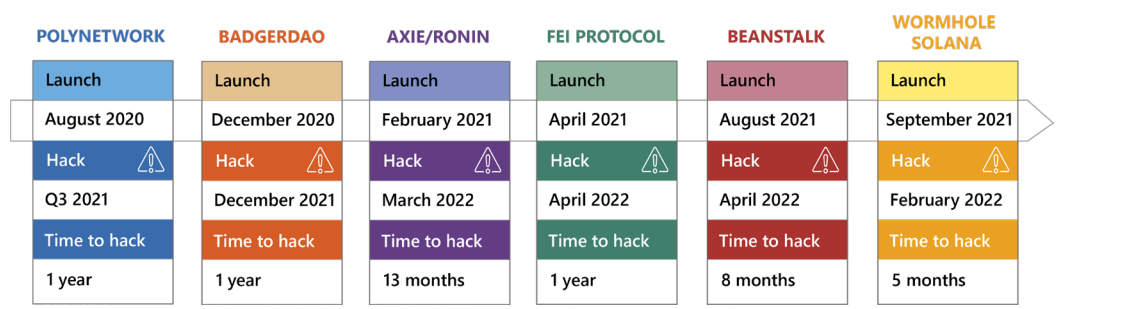 POLYNETWORK
Launch
August 2020
Hack
Q3 2021
Time to hack
1 year
BADGERDAO
Launch
December 2020
Hack
December 2021
Time to hack
1 year
AXIE/RONIN
Launch
February 2021
Hack
March 2022
Time to hack
13 months
FEI PROTOCOL
Launch
April 2021
Hack
April 2022
Time to hack
1 year
BEANSTALK
Launch
August 2021
Hack
April 2022
Time to hack
8 months
WORMHOLE
SOLANA
Launch
September 2021
Hack
February 2022
Time to hack
5 months